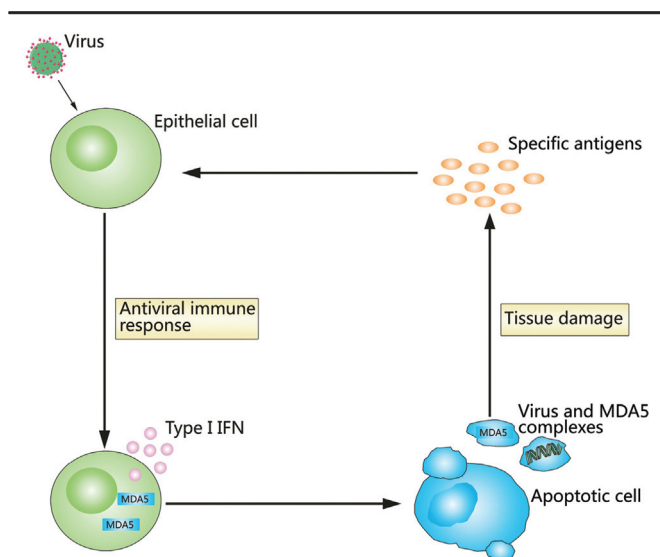 Virus
Epithelial cell
Specific antigens
Antiviral immune
response
Tissue damage
Type I IFN
Virus and MDA5
complexes
MDA5
MDA5
MDA5
Apoptotic cell